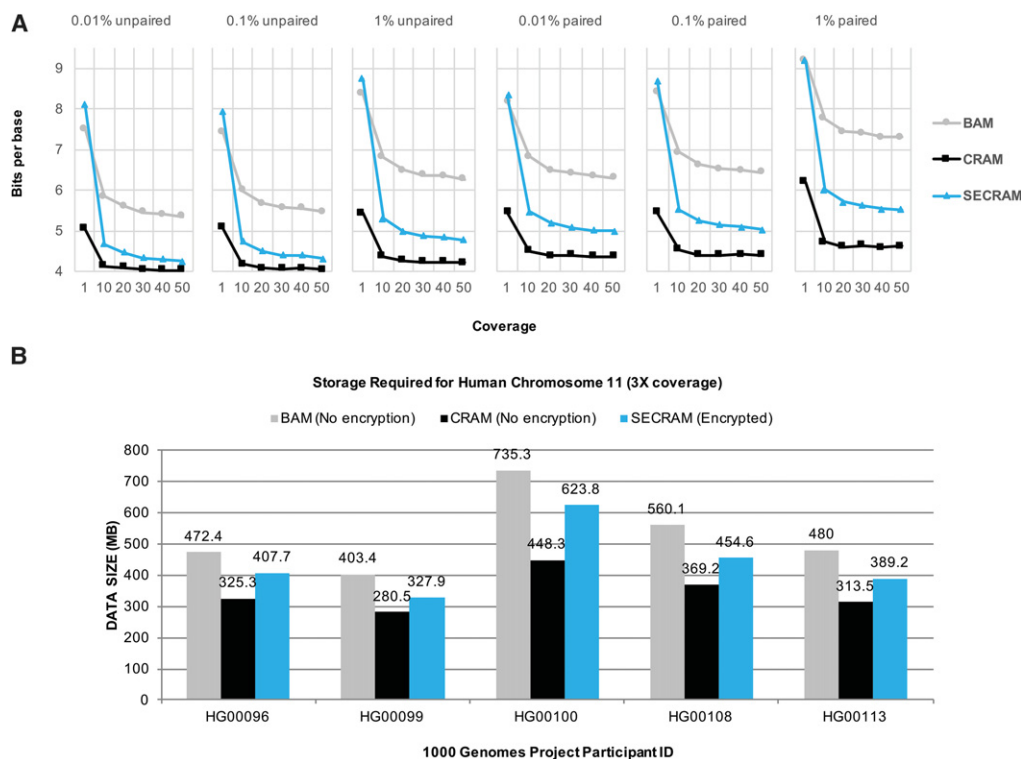 A
0.01% unpaired 0.1% unpaired 1% unpaired 0.01% paired 0.1% paired 1% paired
Bits per base
9
8
7
6
5
4
1 10 20 30 40 50 1 10 20 30 40 50 1 10 20 30 40 50 1 10 20 30 40 50 1 10 20 30 40 50 1 10 20 30 40 50
Coverage
BAM
CRAM
SECRAM
B
Storage Required for Human Chromosome 11 (3X coverage)
BAM (No encryption) CRAM (No encryption) SECRAM (Encrypted)
DATA SIZE (MB)
800
700
600
500
400
300
200
100
0
472.4 325.3 407.7
403.4 280.5 327.9
735.3 448.3 623.8
560.1 369.2 454.6
480 313.5 389.2
HG00096 HG00099 HG00100 HG00108 HG00113
1000 Genomes Project Participant ID